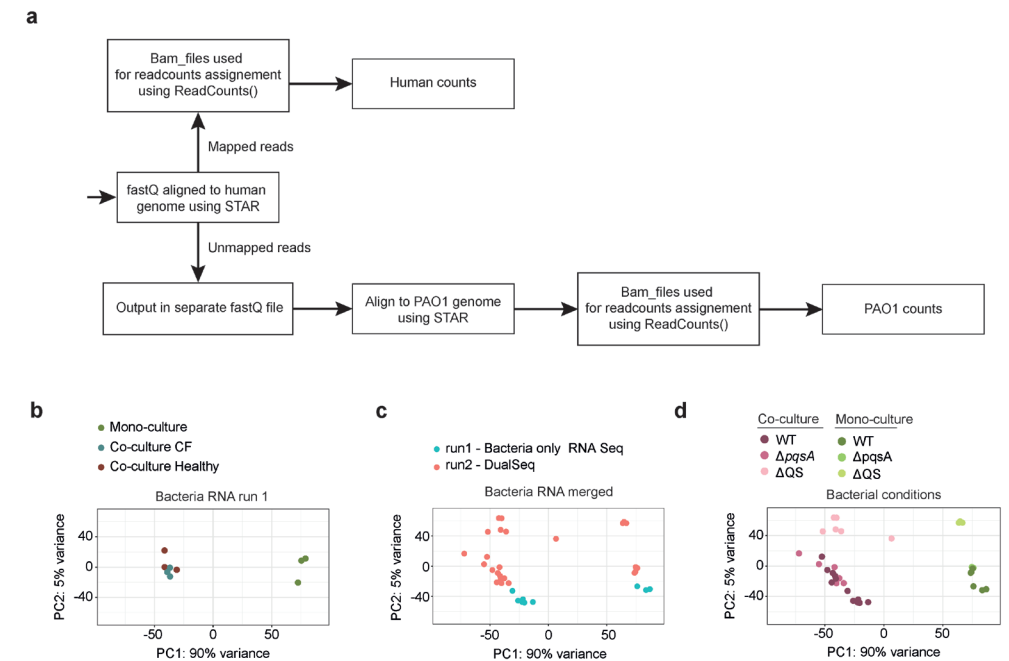 a
Bam_files used
for readcounts assignement
using ReadCounts()
Human counts
Mapped reads
fastQ aligned to human
genome using STAR
Unmapped reads
Output in separate fastQ file
Align to PAO1 genome
using STAR
Bam_files used
for readcounts assignement
using ReadCounts()
PAO1 counts
b
Mono-culture
Co-culture CF
Co-culture Healthy
Bacteria RNA run 1
PC2: 5% variance
40
0
-40
-50
0
50
PC1: 90% variance
c
run1 - Bacteria only RNA Seq
run2 - DualSeq
Bacteria RNA merged
PC2: 5% variance
40
0
-40
-50
0
50
PC1: 90% variance
d
Co-culture
Mono-culture
WT
WT
ΔpqsA
ΔpqsA
ΔQS
ΔQS
Bacterial conditions
PC2: 5% variance
40
0
-40
-50
0
50
PC1: 90% variance